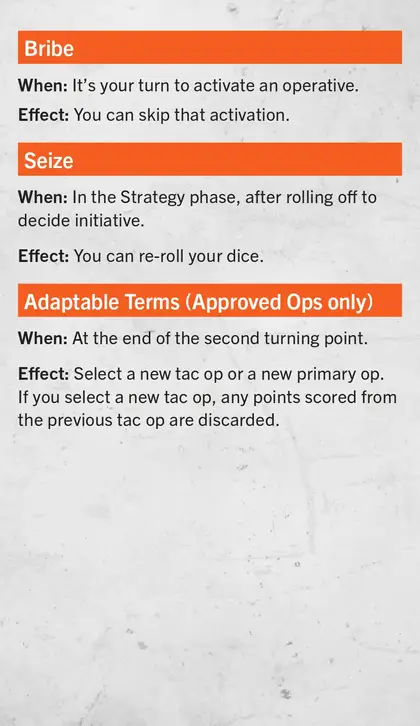 Bribe
When: It's your turn to activate an operative.
Effect: You can skip that activation.
Seize
When: In the Strategy phase, after rolling off to
decide initiative.
Effect: You can re-roll your dice.
Adaptable Terms (Approved Ops only)
When: At the end of the second turning point.
Effect: Select a new tac op or a new primary op.
If you select a new tac op, any points scored from
the previous tac op are discarded.